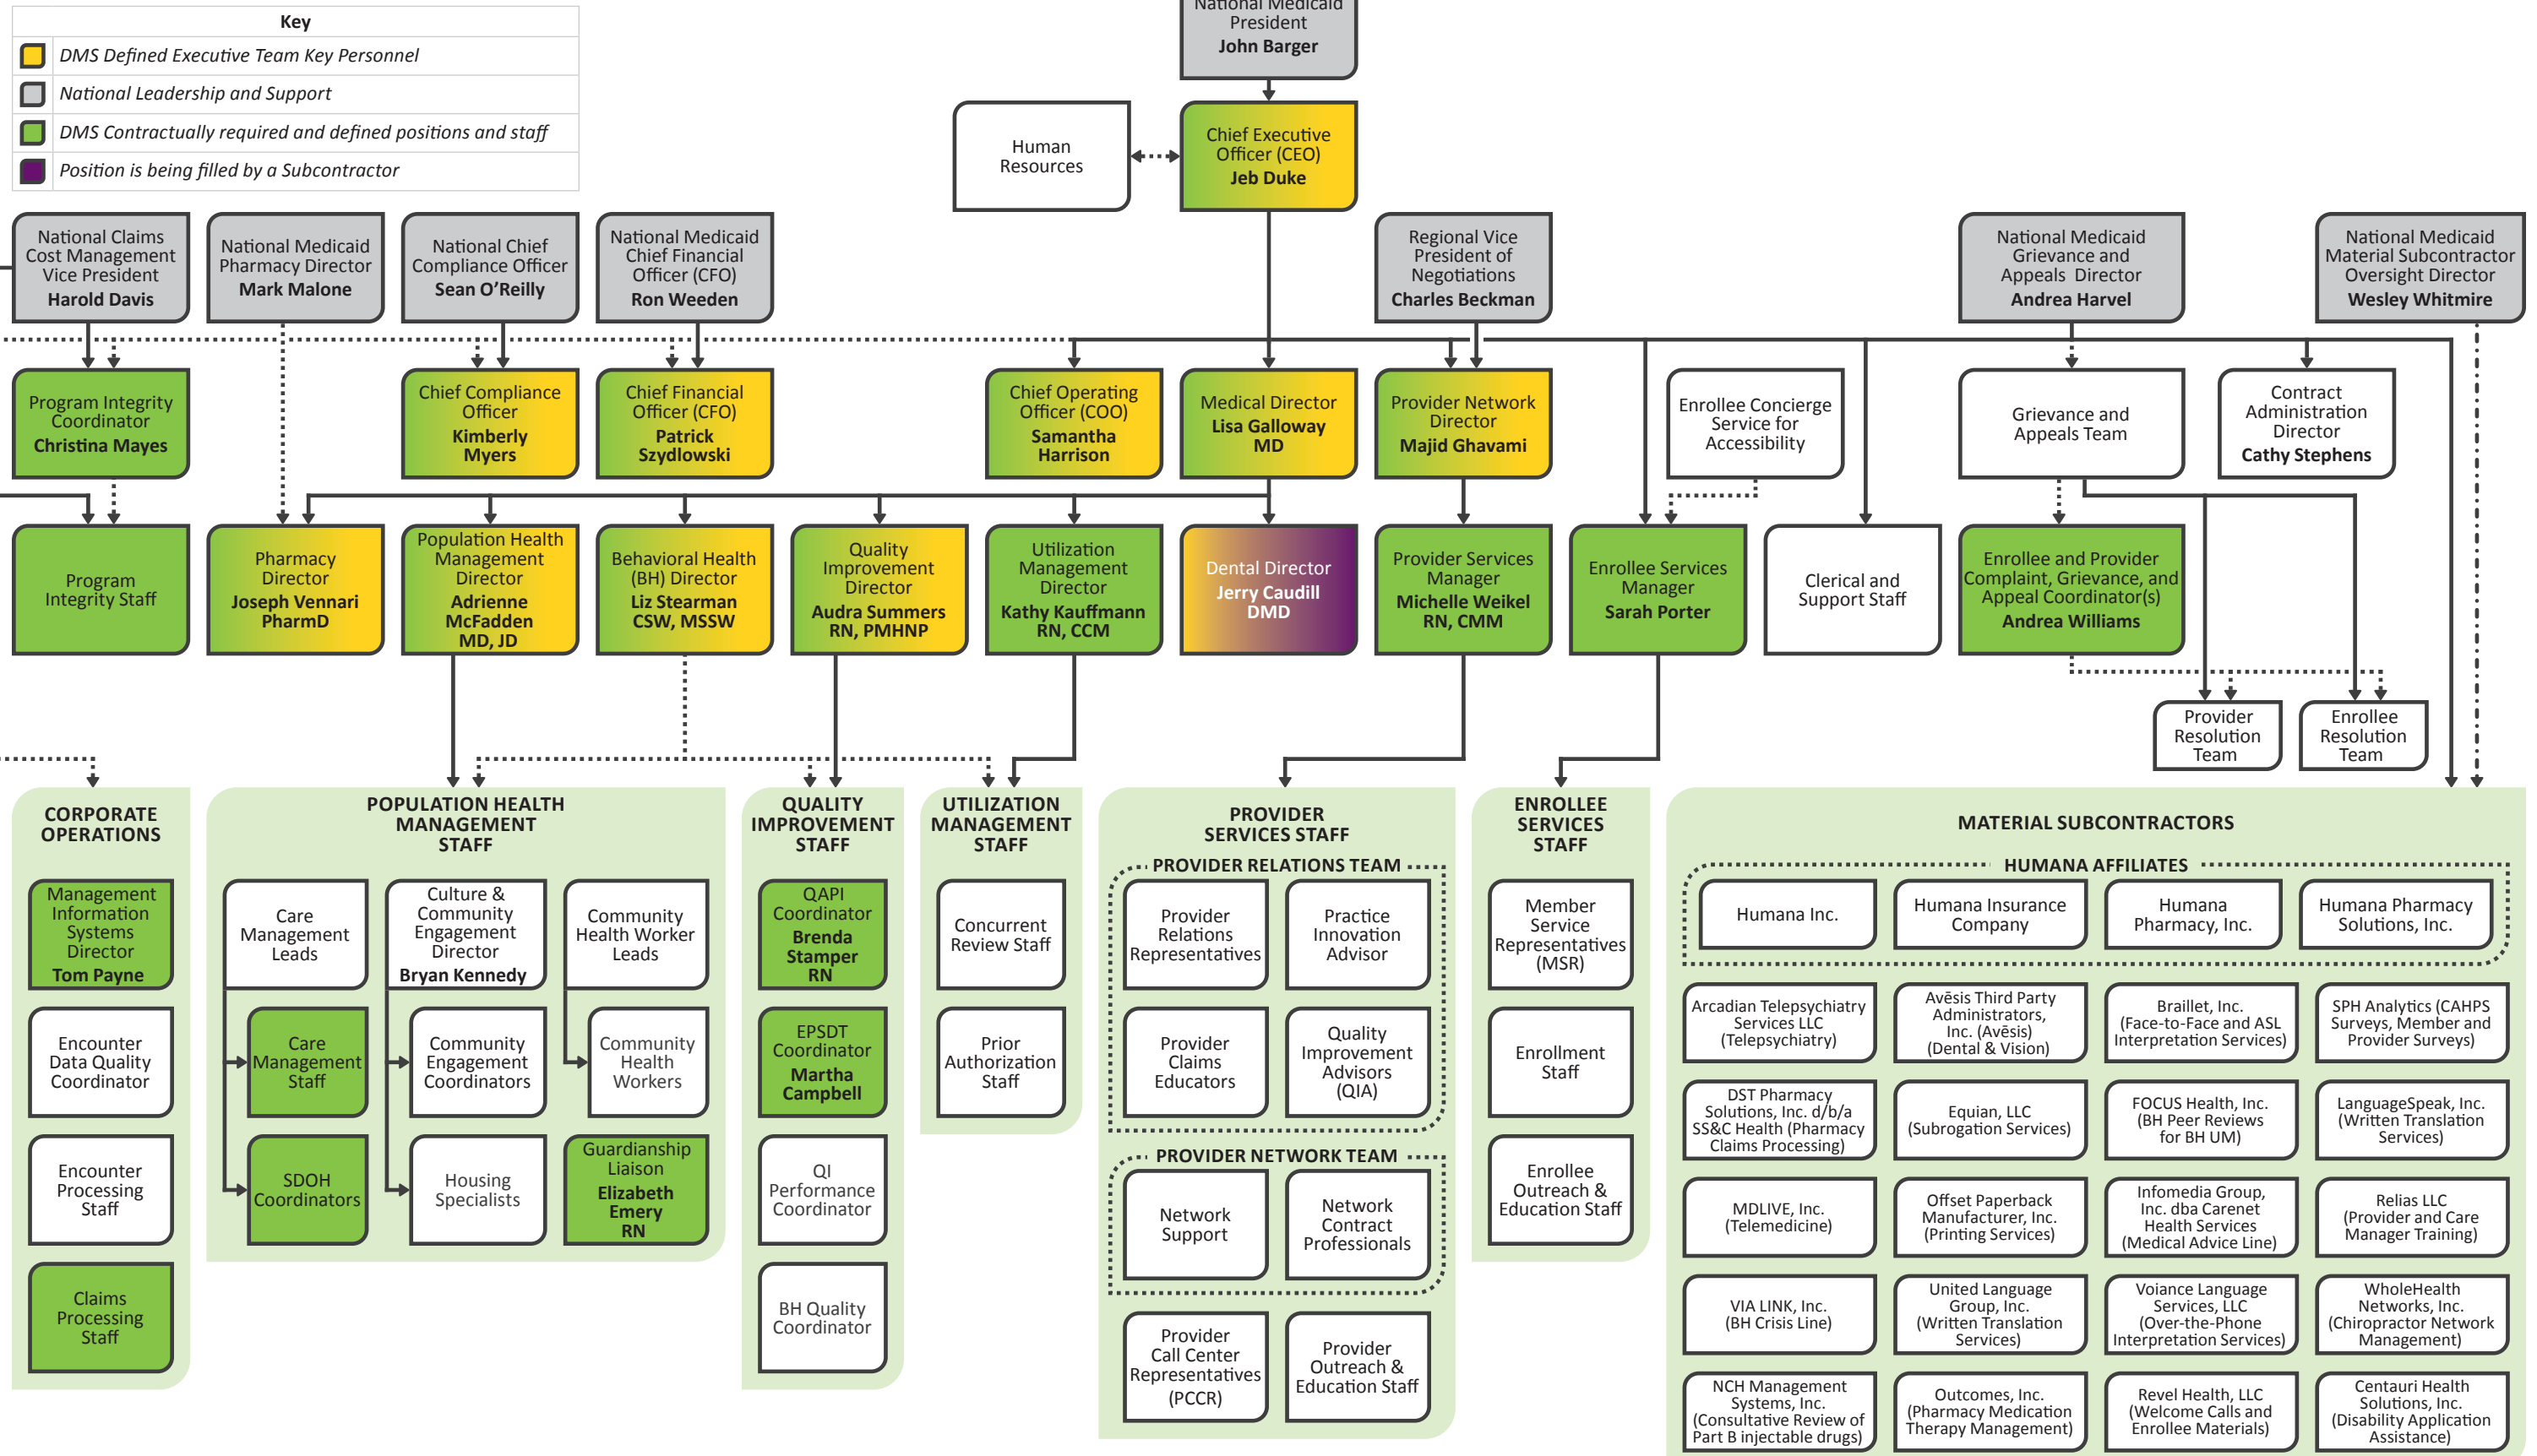 Key
DMS Defined Executive Team Key Personnel
National Leadership and Support
DMS Contractually required and defined positions and staff
Position is being filled by a Subcontractor
National Medicaid
President
John Barger
Human
Resources
Chief Executive
Officer (CEO)
Jeb Duke
National Claims
Cost Management
Vice President
Harold Davis
National Medicaid
Pharmacy Director
Mark Malone
National Chief
Compliance Officer
Sean O’Reilly
National Medicaid
Chief Financial
Officer (CFO)
Ron Weeden
Regional Vice
President of
Negotiations
Charles Beckman
National Medicaid
Grievance and
Appeals Director
Andrea Harvel
National Medicaid
Material Subcontractor
Oversight Director
Wesley Whitmire
Program Integrity
Coordinator
Christina Mayes
Chief Compliance
Officer
Kimberly
Myers
Chief Financial
Officer (CFO)
Patrick
Szydlowski
Chief Operating
Officer (COO)
Samantha
Harrison
Medical Director
Lisa Galloway
MD
Provider Network
Director
Majid Ghavami
Enrollee Concierge
Service for
Accessibility
Grievance and
Appeals Team
Contract
Administration
Director
Cathy Stephens
Program
Integrity Staff
Pharmacy
Director
Joseph Vennari
PharmD
Population Health
Management
Director
Adrienne
McFadden
MD, JD
Behavioral Health
(BH) Director
Liz Stearman
CSW, MSSW
Quality
Improvement
Director
Audra Summers
RN, PMHNP
Utilization
Management
Director
Kathy Kauffmann
RN, CCM
Dental Director
Jerry Caudill
DMD
Provider Services
Manager
Michelle Weikel
RN, CMM
Enrollee Services
Manager
Sarah Porter
Clerical and
Support Staff
Enrollee and Provider
Complaint, Grievance, and
Appeal Coordinator(s)
Andrea Williams
Provider
Resolution
Team
Enrollee
Resolution
Team
CORPORATE
OPERATIONS
Management
Information
Systems
Director
Tom Payne
Encounter
Data Quality
Coordinator
Encounter
Processing
Staff
Claims
Processing
Staff
POPULATION HEALTH
MANAGEMENT
STAFF
Care
Management
Leads
Culture &
Community
Engagement
Director
Bryan Kennedy
Community
Health Worker
Leads
Care
Management
Staff
Community
Engagement
Coordinators
Community
Health
Workers
SDOH
Coordinators
Housing
Specialists
Guardianship
Liaison
Elizabeth
Emery
RN
QUALITY
IMPROVEMENT
STAFF
QAPI
Coordinator
Brenda
Stamper
RN
EPSDT
Coordinator
Martha
Campbell
QI
Performance
Coordinator
BH Quality
Coordinator
UTILIZATION
MANAGEMENT
STAFF
Concurrent
Review Staff
Prior
Authorization
Staff
PROVIDER
SERVICES STAFF
PROVIDER RELATIONS TEAM
Provider
Relations
Representatives
Practice
Innovation
Advisor
Provider
Claims
Educators
Quality
Improvement
Advisors
(QIA)
PROVIDER NETWORK TEAM
Network
Support
Network
Contract
Professionals
Provider
Call Center
Representatives
(PCCR)
Provider
Outreach &
Education Staff
ENROLLEE
SERVICES
STAFF
Member
Service
Representatives
(MSR)
Enrollment
Staff
Enrollee
Outreach &
Education Staff
MATERIAL SUBCONTRACTORS
HUMANA AFFILIATES
Humana Inc.
Humana Insurance
Company
Humana
Pharmacy, Inc.
Humana Pharmacy
Solutions, Inc.
Arcadian Telepsychiatry
Services LLC
(Telepsychiatry)
Avēsis Third Party
Administrators,
Inc. (Avēsis)
(Dental & Vision)
Braillet, Inc.
(Face-to-Face and ASL
Interpretation Services)
SPH Analytics (CAHPS
Surveys, Member and
Provider Surveys)
DST Pharmacy
Solutions, Inc. d/b/a
SS&C Health (Pharmacy
Claims Processing)
Equian, LLC
(Subrogation Services)
FOCUS Health, Inc.
(BH Peer Reviews
for BH UM)
LanguageSpeak, Inc.
(Written Translation
Services)
MDLIVE, Inc.
(Telemedicine)
Offset Paperback
Manufacturer, Inc.
(Printing Services)
Infomedia Group,
Inc. dba Carenet
Health Services
(Medical Advice Line)
Relias LLC
(Provider and Care
Manager Training)
VIA LINK, Inc.
(BH Crisis Line)
United Language
Group, Inc.
(Written Translation
Services)
Voiance Language
Services, LLC
(Over-the-Phone
Interpretation Services)
WholeHealth
Networks, Inc.
(Chiropractor Network
Management)
NCH Management
Systems, Inc.
(Consultative Review of
Part B injectable drugs)
Outcomes, Inc.
(Pharmacy Medication
Therapy Management)
Revel Health, LLC
(Welcome Calls and
Enrollee Materials)
Centauri Health
Solutions, Inc.
(Disability Application
Assistance)